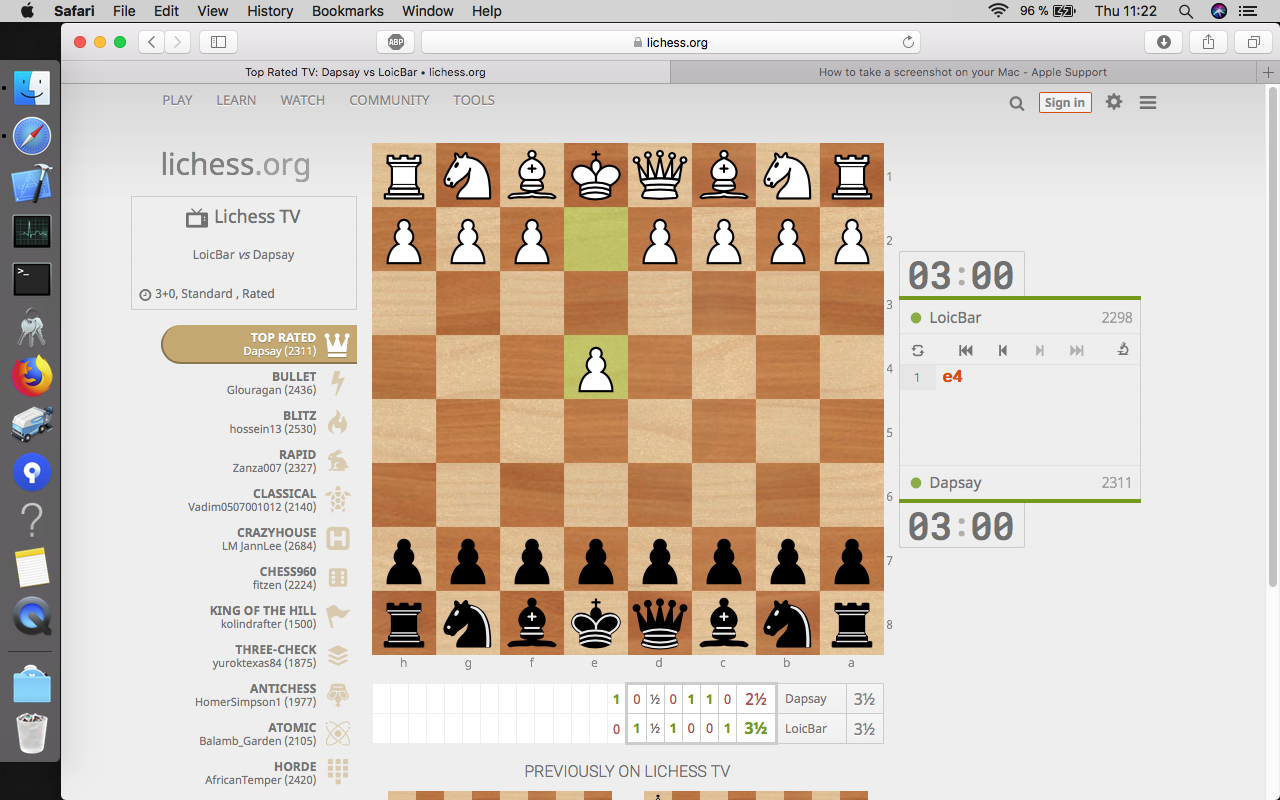 Safari File Edit View History Bookmarks Window Help 96 % Thu 11:22
ABP lichess.org
Top Rated TV: Dapsay vs LoicBar • lichess.org How to take a screenshot on your Mac - Apple Support
PLAY LEARN WATCH COMMUNITY TOOLS Sign in
lichess.org
Lichess TV
LoicBar vs Dapsay
3+0, Standard , Rated
TOP RATED
Dapsay (2311)
BULLET
Glouragan (2436)
BLITZ
hossein13 (2530)
RAPID
Zanza007 (2327)
CLASSICAL
Vadim0507001012 (2140)
CRAZYHOUSE
LM JannLee (2684)
CHESS960
fitzen (2224)
KING OF THE HILL
kolindrafter (1500)
THREE-CHECK
yuroktexas84 (1875)
ANTICHESS
HomerSimpson1 (1977)
ATOMIC
Balamb_Garden (2105)
HORDE
AfricanTemper (2420)
1
2
3
4
5
6
7
8
h g f e d c b a
03:00
LoicBar 2298
1 e4
Dapsay 2311
03:00
1 0 ½ 0 1 1 0 2½ Dapsay 3½
0 1 ½ 1 0 0 1 3½ LoicBar 3½
PREVIOUSLY ON LICHESS TV